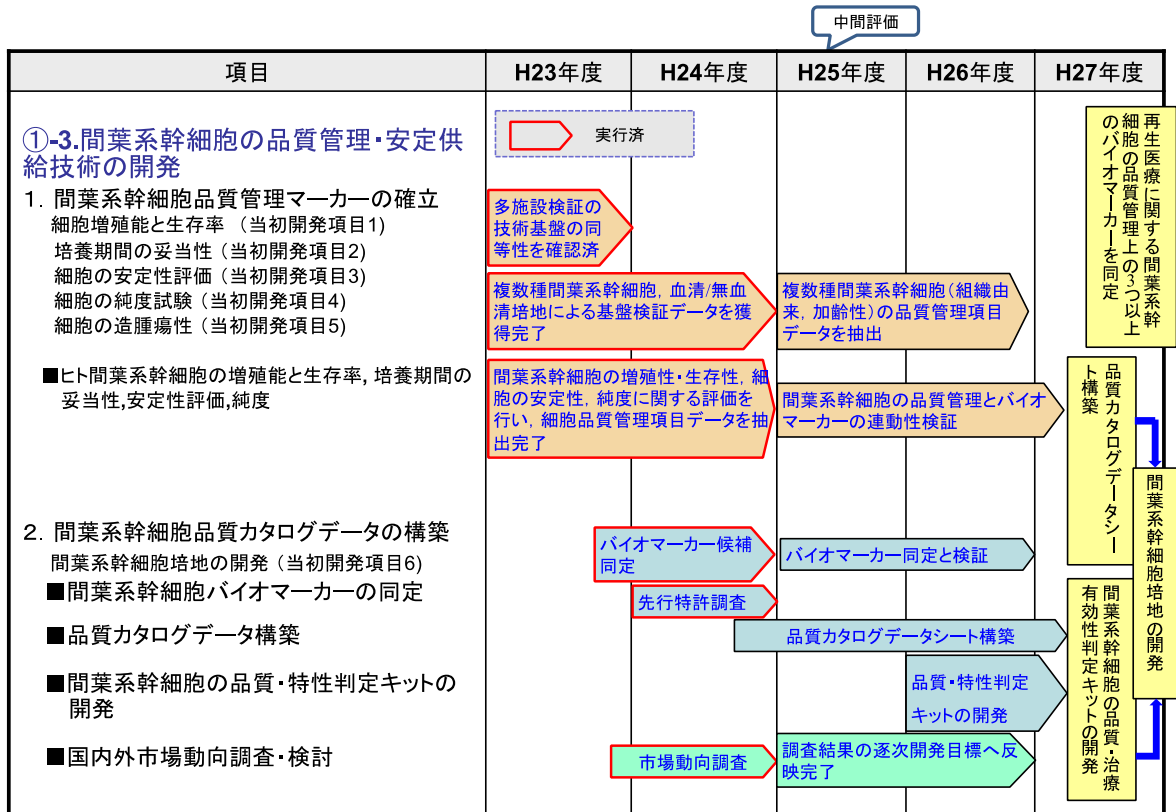 中間評価
項目
H23年度
H24年度
H25年度
H26年度
H27年度
実行済
①-3.間葉系幹細胞の品質管理・安定供
給技術の開発
1．間葉系幹細胞品質管理マーカーの確立
細胞増殖能と生存率 （当初開発項目1）
培養期間の妥当性 （当初開発項目2）
細胞の安定性評価 （当初開発項目3）
細胞の純度試験 （当初開発項目4）
細胞の造腫瘍性 （当初開発項目5）
■ヒト間葉系幹細胞の増殖能と生存率，培養期間の
妥当性,安定性評価,純度
多施設検証の
技術基盤の同
等性を確認済
複数種間葉系幹細胞，血清/無血
清培地による基盤検証データを獲
得完了
複数種間葉系幹細胞（組織由
来，加齢性）の品質管理項目
データを抽出
間葉系幹細胞の増殖性・生存性，細
胞の安定性，純度に関する評価を
行い，細胞品質管理項目データを抽
出完了
間葉系幹細胞の品質管理とバイオ
マーカーの連動性検証
再生医療に関する間葉系幹
細胞の品質管理上の3つ以上
のバイオマーカーを同定
品質カタログデータシー
ト構築
間葉系幹細胞培地の開発
2．間葉系幹細胞品質カタログデータの構築
間葉系幹細胞培地の開発 （当初開発項目6）
■間葉系幹細胞バイオマーカーの同定
■品質カタログデータ構築
■間葉系幹細胞の品質・特性判定キットの
開発
■国内外市場動向調査・検討
バイオマーカー候補
同定
バイオマーカー同定と検証
先行特許調査
品質カタログデータシート構築
品質・特性判定
キットの開発
市場動向調査
調査結果の逐次開発目標へ反
映完了
間葉系幹細胞の品質・治療
有効性判定キットの開発